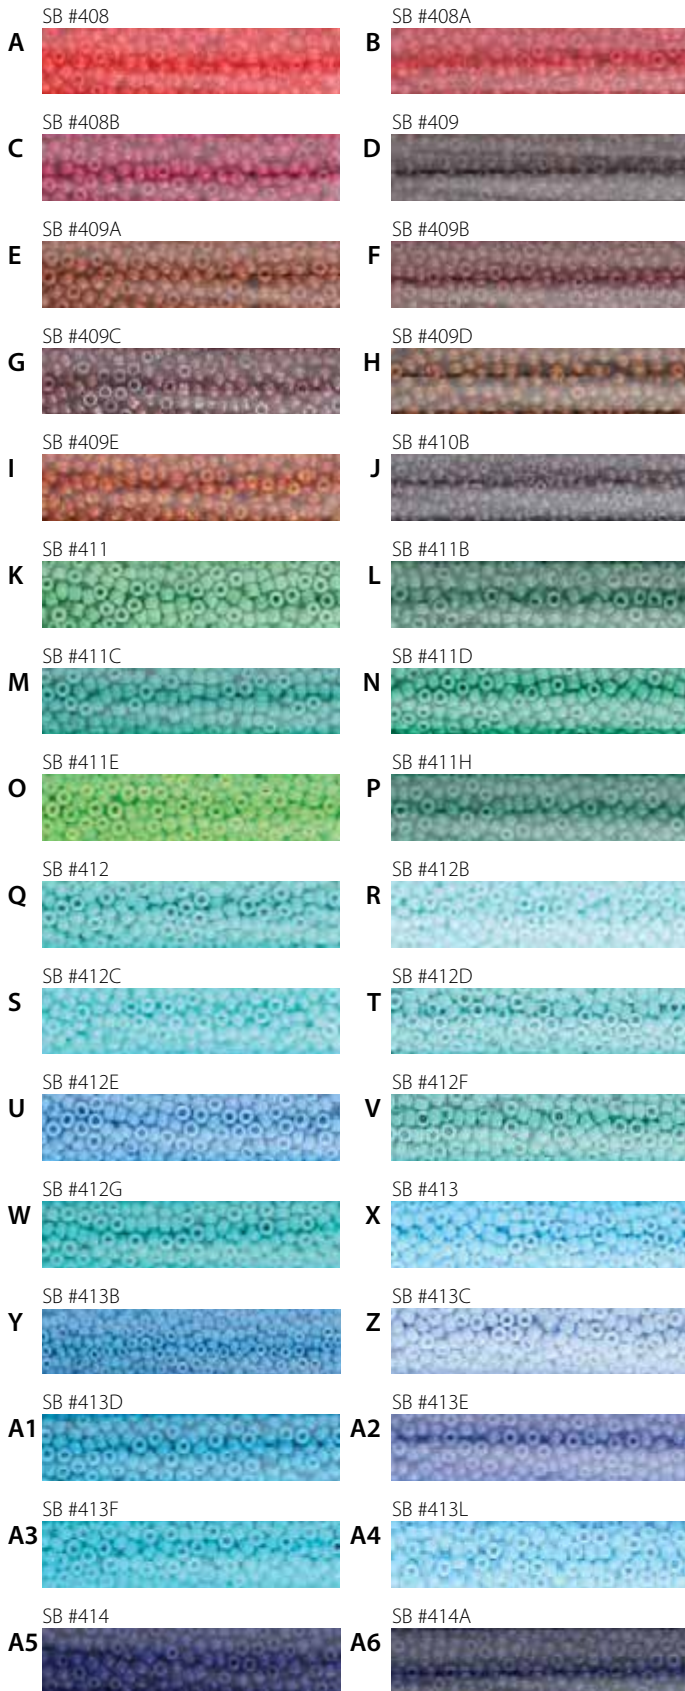 SB #408
A
SB #408A
B
SB #408B
C
SB #409
D
SB #409A
E
SB #409B
F
SB #409C
G
SB #409D
H
SB #409E
I
SB #410B
J
SB #411
K
SB #411B
L
SB #411C
M
SB #411D
N
SB #411E
O
SB #411H
P
SB #412
Q
SB #412B
R
SB #412C
S
SB #412D
T
SB #412E
U
SB #412F
V
SB #412G
W
SB #413
X
SB #413B
Y
SB #413C
Z
SB #413D
A1
SB #413E
A2
SB #413F
A3
SB #413L
A4
SB #414
A5
SB #414A
A6